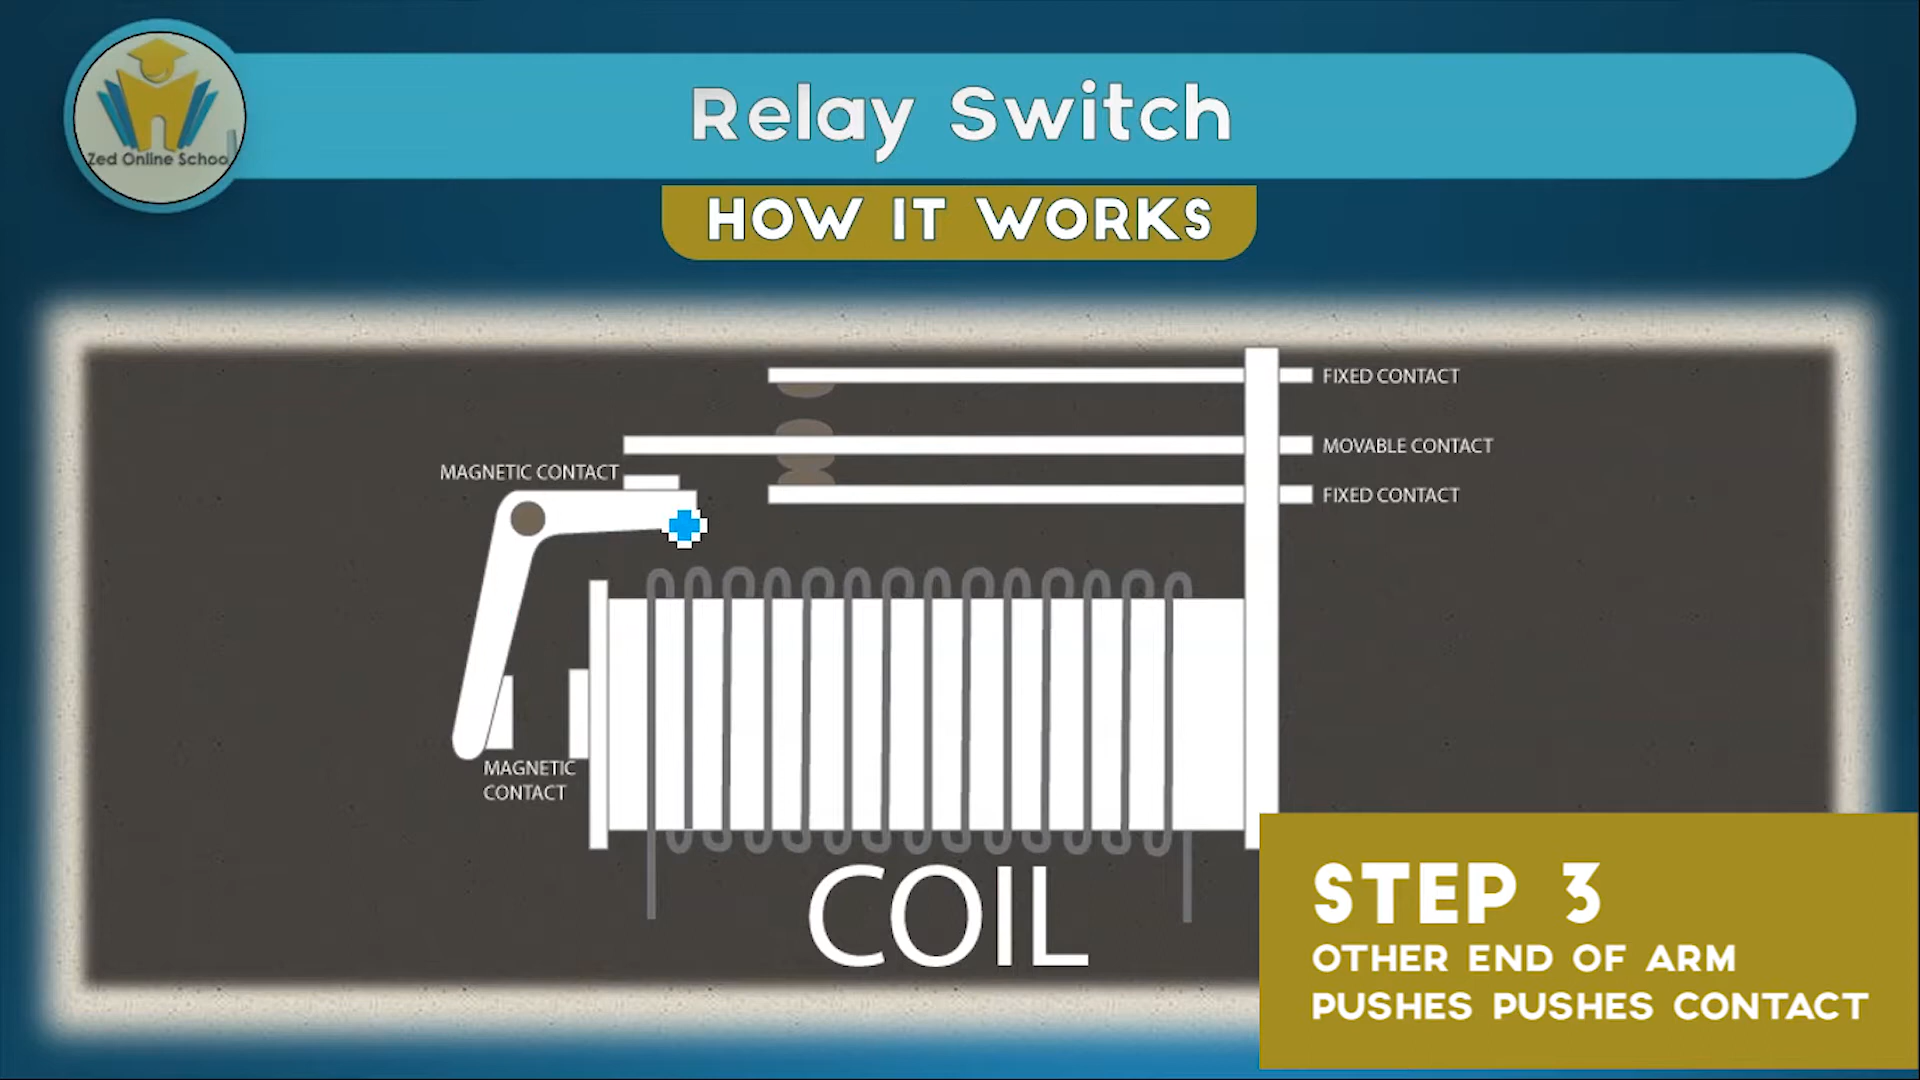 Zed Online School
Relay Switch
HOW IT WORKS
FIXED CONTACT
MOVABLE CONTACT
MAGNETIC CONTACT
FIXED CONTACT
MAGNETIC
CONTACT
COIL
STEP 3
OTHER END OF ARM
PUSHES PUSHES CONTACT